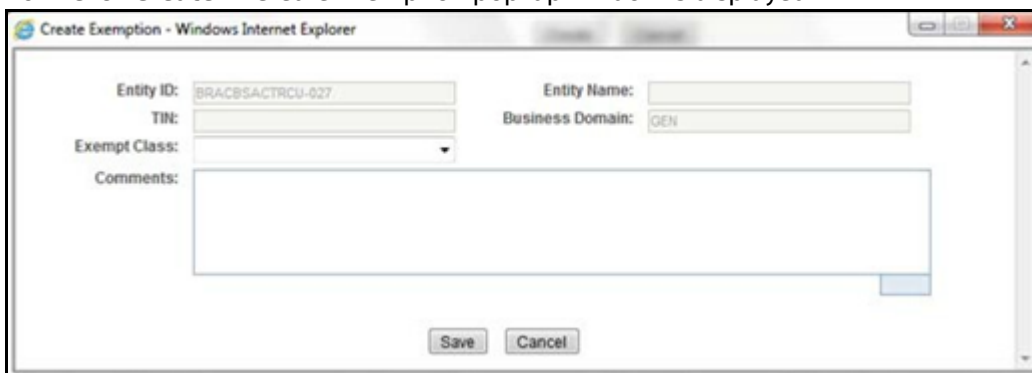 Create Exemption - Windows Internet Explorer
Entity ID: BRACBSACTRCU-027 Entity Name:
TIN: Business Domain: GEN
Exempt Class:
Comments:
Save Cancel